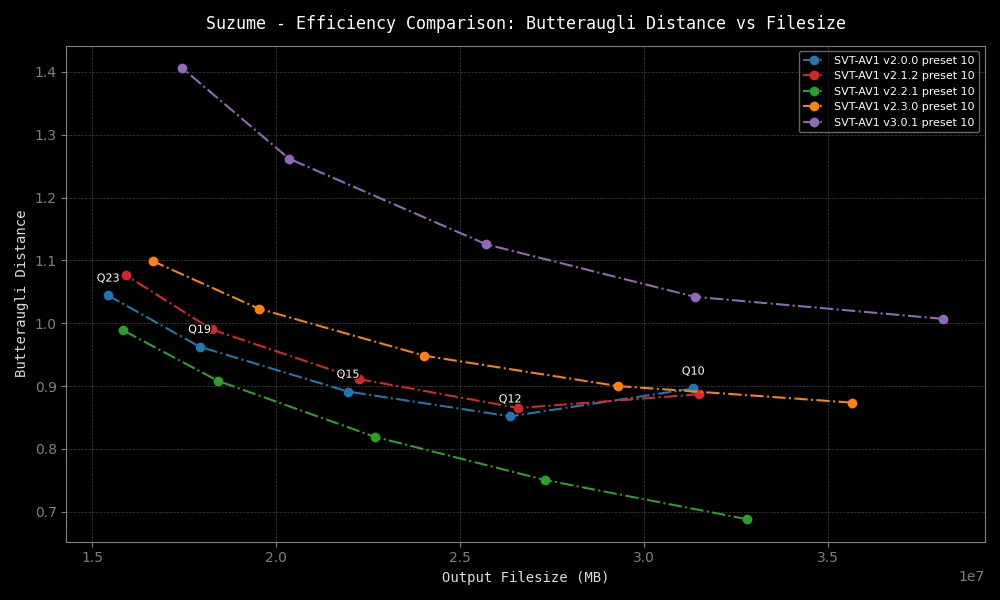 Suzume - Efficiency Comparison: Butteraugli Distance vs Filesize
SVT-AV1 v2.0.0 preset 10
SVT-AV1 v2.1.2 preset 10
SVT-AV1 v2.2.1 preset 10
SVT-AV1 v2.3.0 preset 10
SVT-AV1 v3.0.1 preset 10
Butteraugli Distance
1.4
1.3
1.2
1.1
1.0
0.9
0.8
0.7
Q23
Q19
Q15
Q12
Q10
1.5 2.0 2.5 3.0 3.5
1e7
Output Filesize (MB)